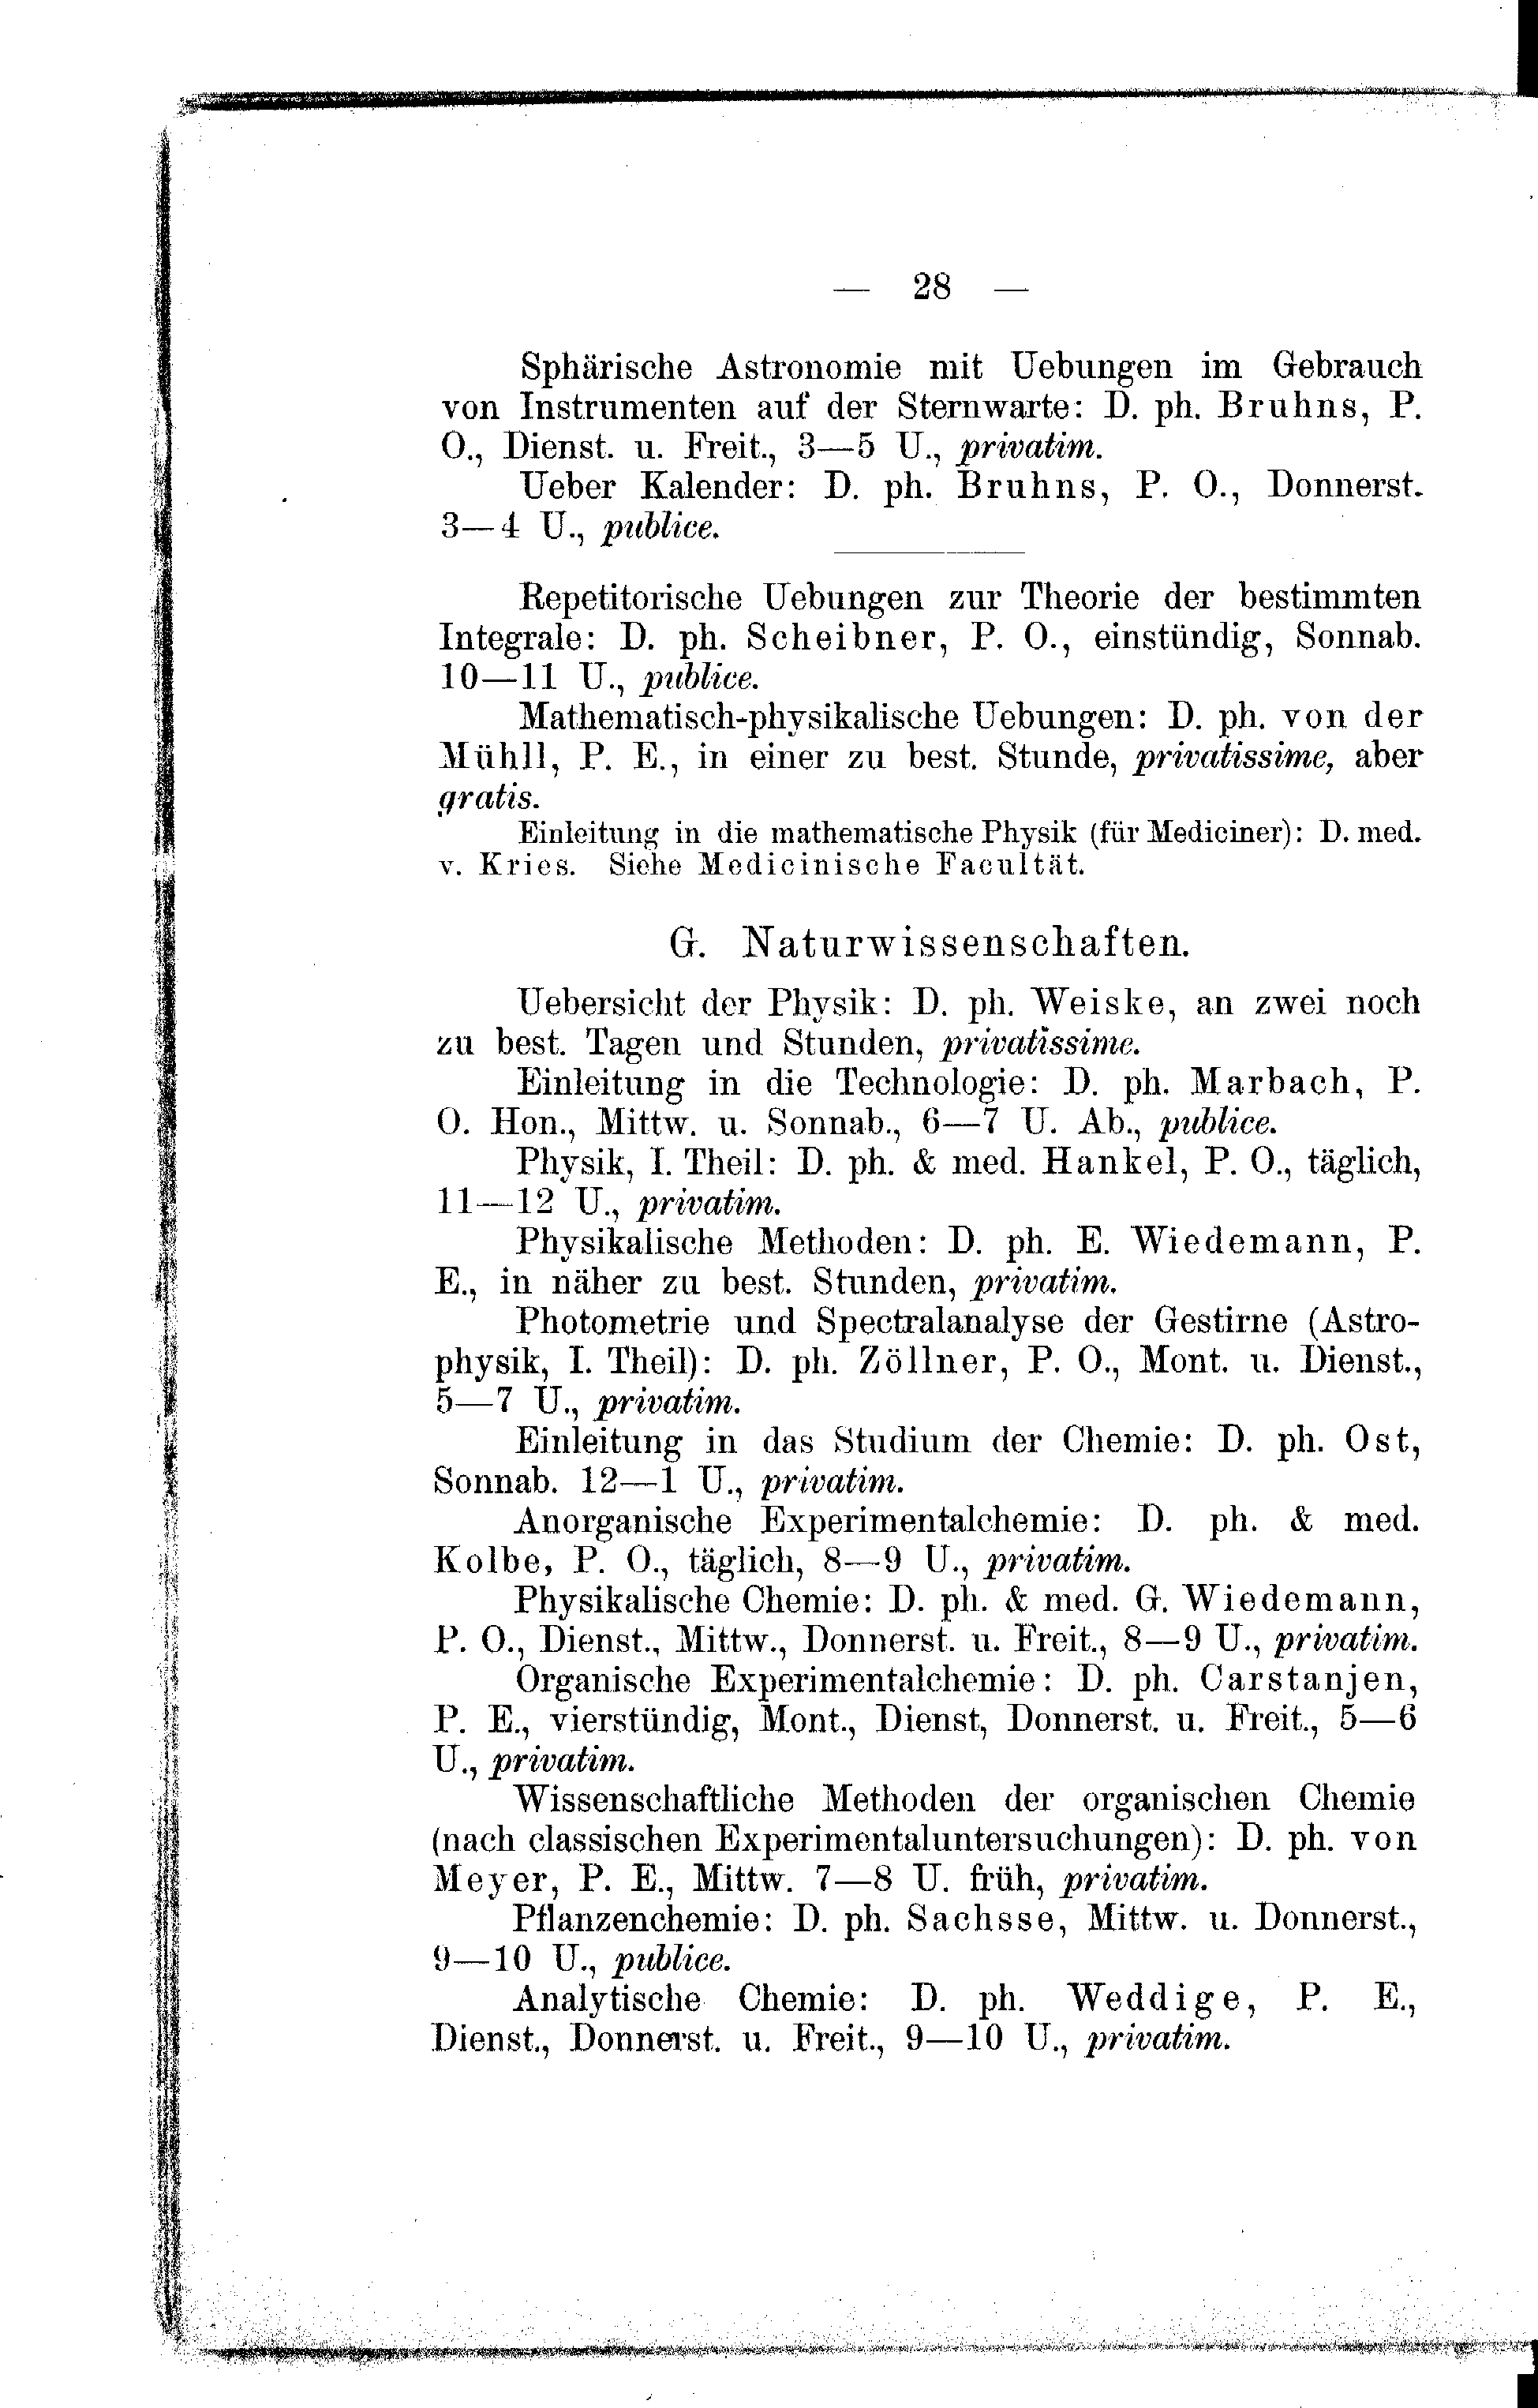 — 28 —
Sphärische Astronomie mit Uebungen im Gebrauch
von Instrumenten auf der Sternwarte: D. ph. Bruhns, P.
O., Dienst. u. Freit., 3—5 U., privatim.
Ueber Kalender: D. ph. Bruhns, P. O., Donnerst.
3—4 U., publice.
Repetitorische Uebungen zur Theorie der bestimmten
Integrale: D. ph. Scheibner, P. O., einstündig, Sonnab.
10—11 U., publice.
Mathematisch-physikalische Uebungen: D. ph. von der
Mühll, P. E., in einer zu best. Stunde, privatissime, aber
gratis.
Einleitung in die mathematische Physik (für Mediciner): D. med.
v. Kries. Siehe Medicinische Facultät.
G. Naturwissenschaften.
Uebersicht der Physik: D. ph. Weiske, an zwei noch
zu best. Tagen und Stunden, privatissime.
Einleitung in die Technologie: D. ph. Marbach, P.
O. Hon., Mittw. u. Sonnab., 6—7 U. Ab., publice.
Physik, I. Theil: D. ph. & med. Hankel, P. O., täglich,
11—12 U., privatim.
Physikalische Methoden: D. ph. E. Wiedemann, P.
E., in näher zu best. Stunden, privatim.
Photometrie und Spectralanalyse der Gestirne (Astro-
physik, I. Theil): D. ph. Zöllner, P. O., Mont. u. Dienst.,
5—7 U., privatim.
Einleitung in das Studium der Chemie: D. ph. Ost,
Sonnab. 12—1 U., privatim.
Anorganische Experimentalchemie: D. ph. & med.
Kolbe, P. O., täglich, 8—9 U., privatim.
Physikalische Chemie: D. ph. & med. G. Wiedemann,
P. O., Dienst., Mittw., Donnerst. u. Freit., 8—9 U., privatim.
Organische Experimentalchemie: D. ph. Carstanjen,
P. E., vierstündig, Mont., Dienst, Donnerst. u. Freit., 5—6
U., privatim.
Wissenschaftliche Methoden der organischen Chemie
(nach classischen Experimentaluntersuchungen): D. ph. von
Meyer, P. E., Mittw. 7—8 U. früh, privatim.
Pflanzenchemie: D. ph. Sachsse, Mittw. u. Donnerst.,
9—10 U., publice.
Analytische Chemie: D. ph. Weddige, P. E.,
Dienst., Donnerst. u. Freit., 9—10 U., privatim.